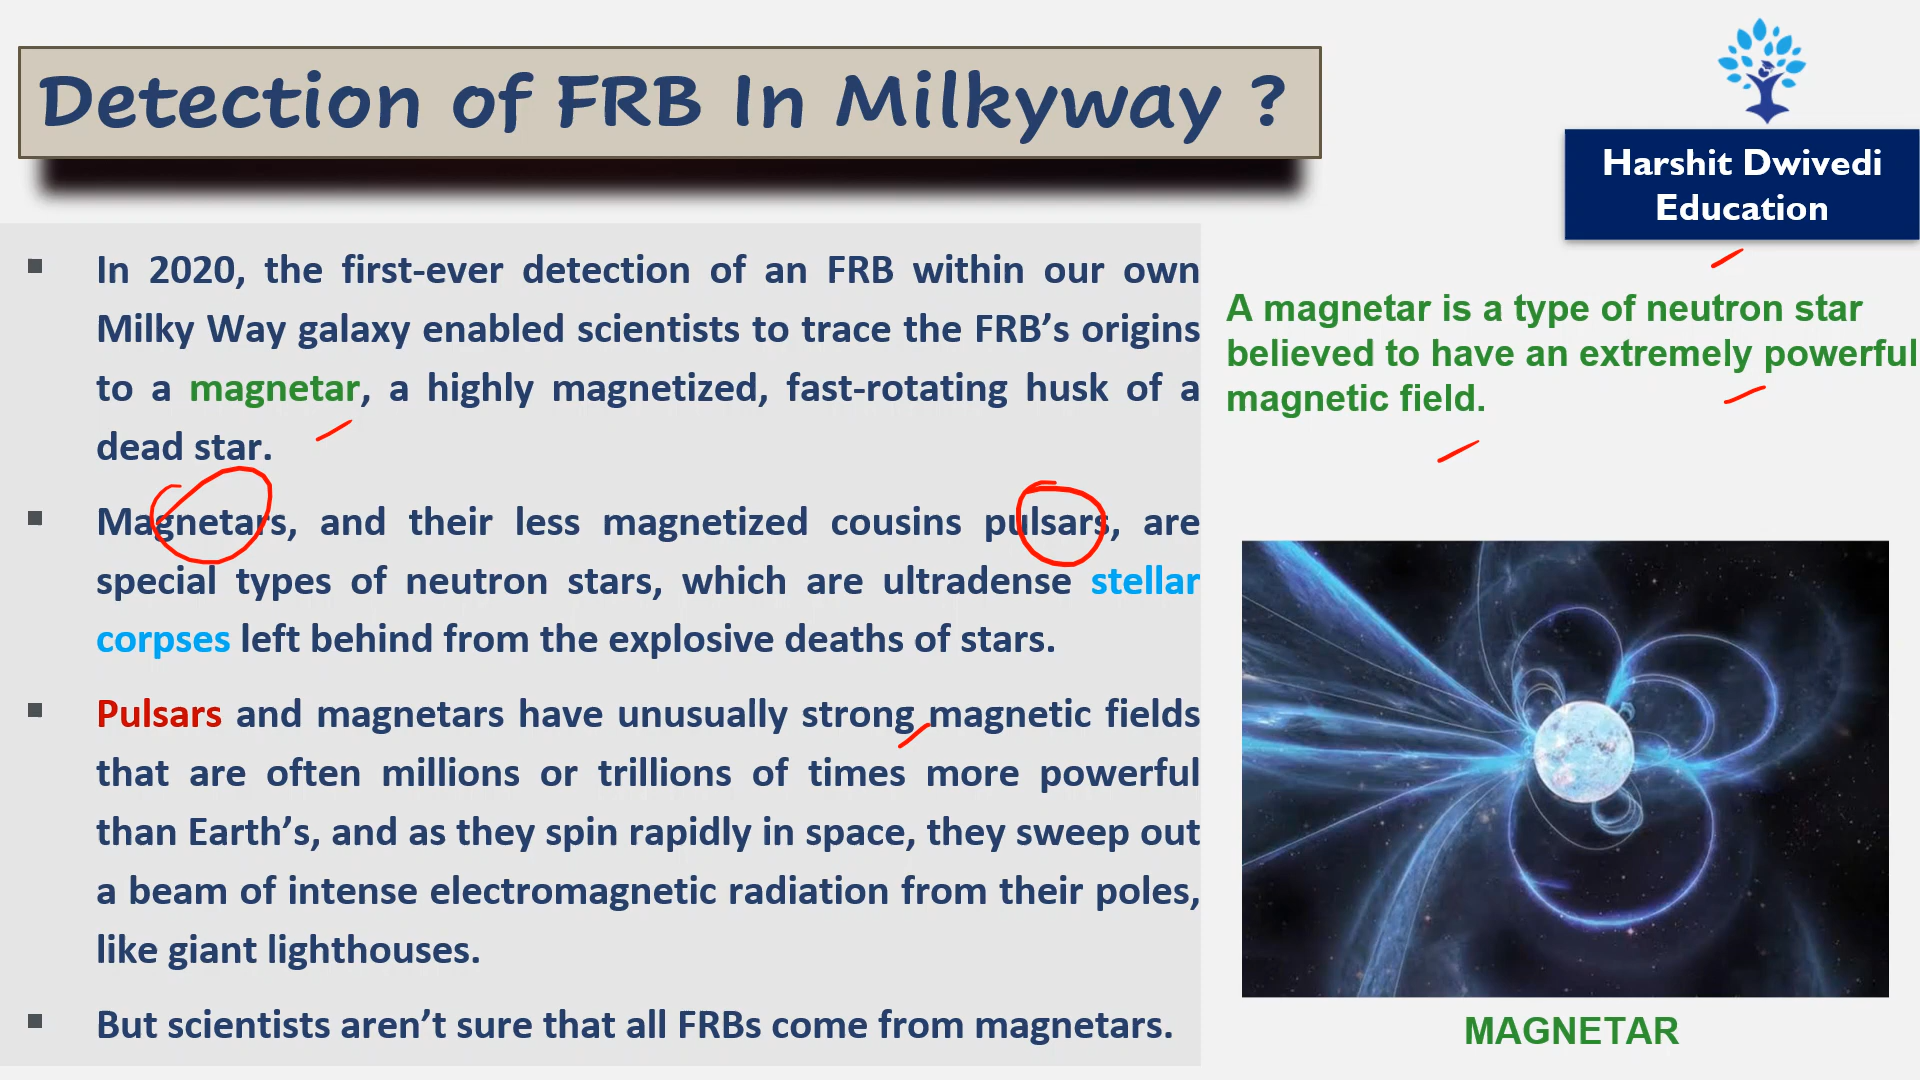 Detection of FRB In Milkyway ?
Harshit Dwivedi
Education
▪ In 2020, the first-ever detection of an FRB within our own
Milky Way galaxy enabled scientists to trace the FRB’s origins
to a magnetar, a highly magnetized, fast-rotating husk of a
dead star.
▪ Magnetars, and their less magnetized cousins pulsars, are
special types of neutron stars, which are ultradense stellar
corpses left behind from the explosive deaths of stars.
▪ Pulsars and magnetars have unusually strong magnetic fields
that are often millions or trillions of times more powerful
than Earth’s, and as they spin rapidly in space, they sweep out
a beam of intense electromagnetic radiation from their poles,
like giant lighthouses.
▪ But scientists aren’t sure that all FRBs come from magnetars.
A magnetar is a type of neutron star
believed to have an extremely powerful
magnetic field.
MAGNETAR